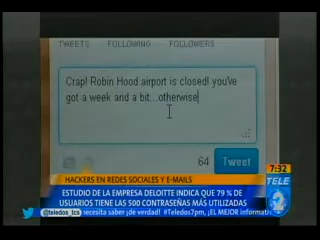 TWEETS FOLLOWING FOLLOWERS
Crap! Robin Hood airport is closed! you've
got a week and a bit...otherwise
64 Tweet
7:32
HACKERS EN REDES SOCIALES Y E-MAILS
TELE
ESTUDIO DE LA EMPRESA DELOITTE INDICA QUE 79 % DE
USUARIOS TIENE LAS 500 CONTRASEÑAS MÁS UTILIZADAS
@teledos_tcs necesita saber ¡de verdad! #Teledos7pm, ¡EL MEJOR informati